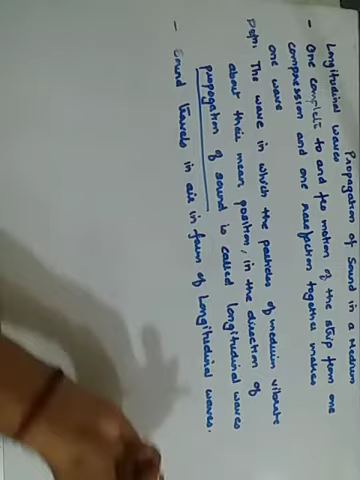 Propagation of Sound in a Medium
Longitudinal waves
- One complete to and fro motion of the strip from one
compression and one rarefaction together makes
one wave
Defn: The wave in which the particles of medium vibrate
about their mean position, in the direction of
propagation of sound is called longitudinal waves
- Sound travels in air in form of Longitudinal waves.